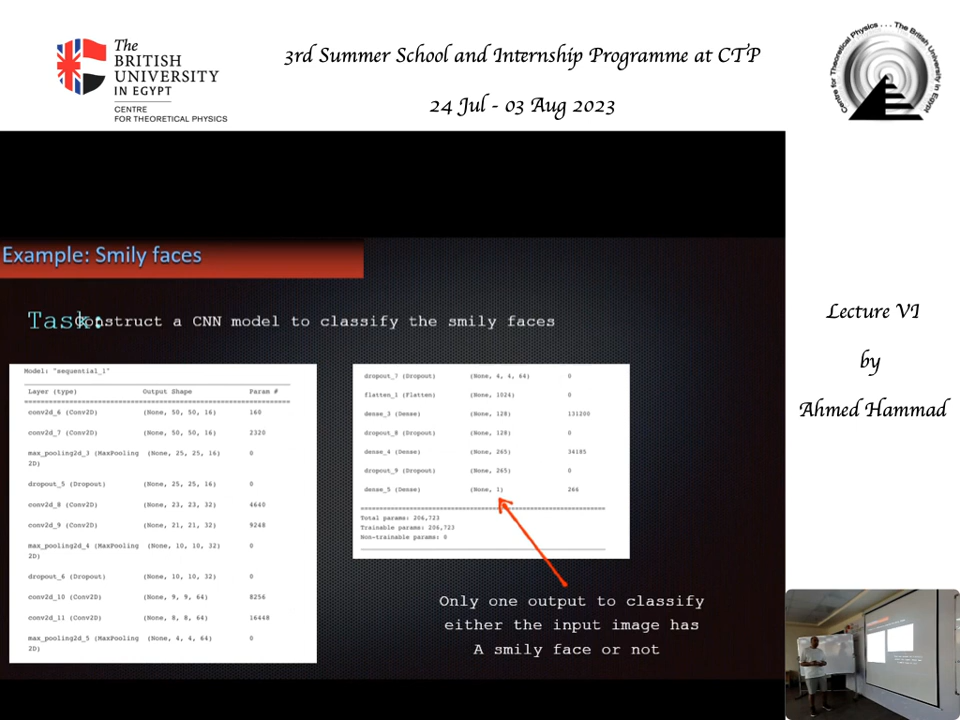 The
BRITISH
UNIVERSITY
IN EGYPT
CENTRE
FOR THEORETICAL PHYSICS
3rd Summer School and Internship Programme at CTP
24 Jul - 03 Aug 2023
Centre for Theoretical Physics . . . The British University in Egypt
Example: Smily faces
Task:
Construct a CNN model to classify the smily faces
Model: "sequential_1"
Layer (type) Output Shape Param #
conv2d_6 (Conv2D) (None, 50, 50, 16) 160
conv2d_7 (Conv2D) (None, 50, 50, 16) 2320
max_pooling2d_3 (MaxPooling (None, 25, 25, 16) 0
2D)
dropout_5 (Dropout) (None, 25, 25, 16) 0
conv2d_8 (Conv2D) (None, 23, 23, 32) 4640
conv2d_9 (Conv2D) (None, 21, 21, 32) 9248
max_pooling2d_4 (MaxPooling (None, 10, 10, 32) 0
2D)
dropout_6 (Dropout) (None, 10, 10, 32) 0
conv2d_10 (Conv2D) (None, 9, 9, 64) 8256
conv2d_11 (Conv2D) (None, 8, 8, 64) 16448
max_pooling2d_5 (MaxPooling (None, 4, 4, 64) 0
2D)
dropout_7 (Dropout) (None, 4, 4, 64) 0
flatten_1 (Flatten) (None, 1024) 0
dense_3 (Dense) (None, 128) 131200
dropout_8 (Dropout) (None, 128) 0
dense_4 (Dense) (None, 265) 34185
dropout_9 (Dropout) (None, 265) 0
dense_5 (Dense) (None, 1) 266
Total params: 206,723
Trainable params: 206,723
Non-trainable params: 0
Only one output to classify
either the input image has
A smily face or not
Lecture VI
by
Ahmed Hammad